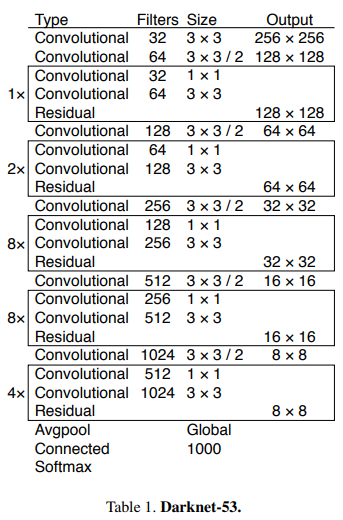 Type Filters Size Output
Convolutional 32 3 × 3 256 × 256
Convolutional 64 3 × 3 / 2 128 × 128
Convolutional 32 1 × 1
1× Convolutional 64 3 × 3
Residual 128 × 128
Convolutional 128 3 × 3 / 2 64 × 64
Convolutional 64 1 × 1
2× Convolutional 128 3 × 3
Residual 64 × 64
Convolutional 256 3 × 3 / 2 32 × 32
Convolutional 128 1 × 1
8× Convolutional 256 3 × 3
Residual 32 × 32
Convolutional 512 3 × 3 / 2 16 × 16
Convolutional 256 1 × 1
8× Convolutional 512 3 × 3
Residual 16 × 16
Convolutional 1024 3 × 3 / 2 8 × 8
Convolutional 512 1 × 1
4× Convolutional 1024 3 × 3
Residual 8 × 8
Avgpool Global
Connected 1000
Softmax
Table 1. Darknet-53.